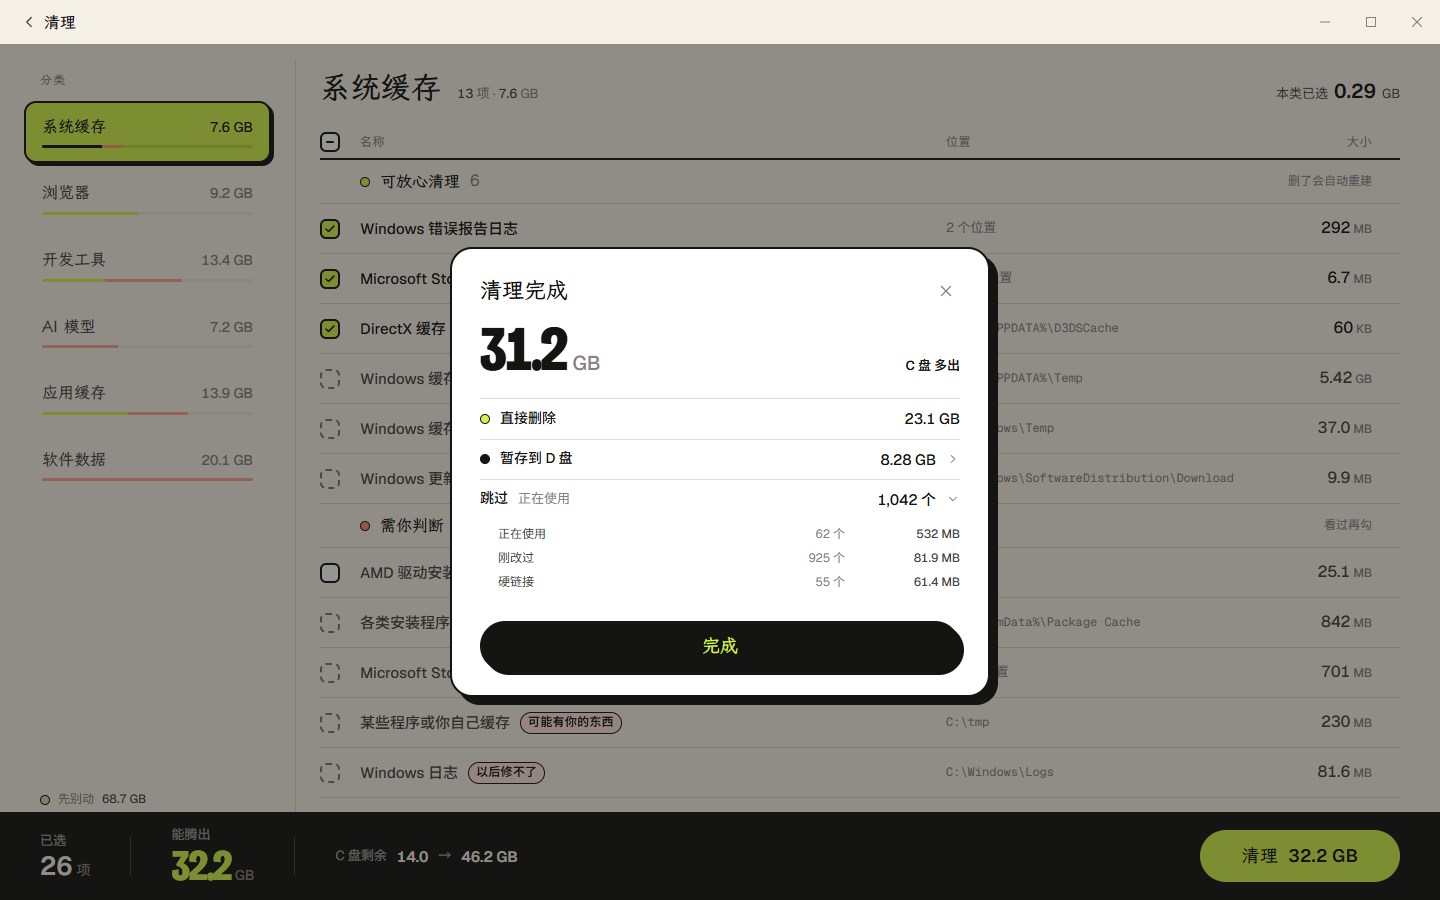 清理
分类
系统缓存 7.6 GB
浏览器 9.2 GB
开发工具 13.4 GB
AI 模型 7.2 GB
应用缓存 13.9 GB
软件数据 20.1 GB
先别动 68.7 GB
系统缓存 13 项 · 7.6 GB
本类已选 0.29 GB
名称 位置 大小
可放心清理 6 删了会自动重建
Windows 错误报告日志 2 个位置 292 MB
Microsoft Sto 置 6.7 MB
DirectX 缓存 PPDATA%\D3DSCache 60 KB
Windows 缓存 PPDATA%\Temp 5.42 GB
Windows 缓存 ows\Temp 37.0 MB
Windows 更新 ows\SoftwareDistribution\Download 9.9 MB
需你判断 看过再勾
AMD 驱动安装 25.1 MB
各类安装程序 mData%\Package Cache 842 MB
Microsoft Sto 置 701 MB
某些程序或你自己缓存 可能有你的东西 C:\tmp 230 MB
Windows 日志 以后修不了 C:\Windows\Logs 81.6 MB
清理完成
31.2 GB C 盘 多出
直接删除 23.1 GB
暂存到 D 盘 8.28 GB
跳过 正在使用 1,042 个
正在使用 62 个 532 MB
刚改过 925 个 81.9 MB
硬链接 55 个 61.4 MB
完成
已选
26 项
能腾出
32.2 GB
C 盘剩余 14.0 → 46.2 GB
清理 32.2 GB